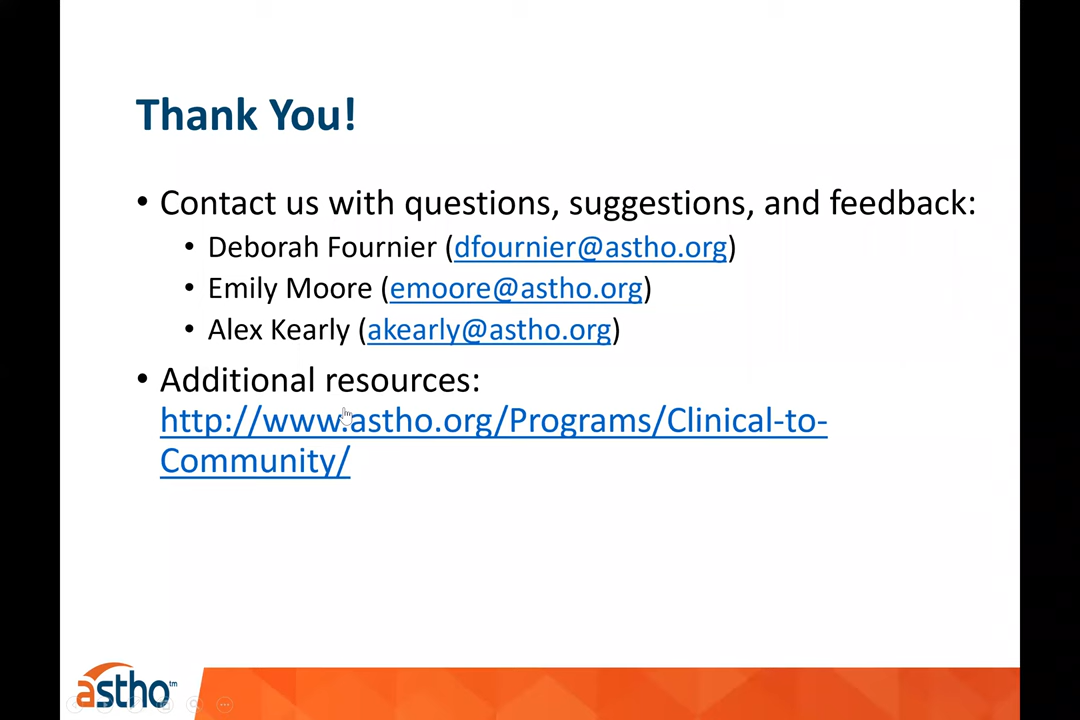 Thank You!
• Contact us with questions, suggestions, and feedback:
• Deborah Fournier (dfournier@astho.org)
• Emily Moore (emoore@astho.org)
• Alex Kearly (akearly@astho.org)
• Additional resources:
http://www.astho.org/Programs/Clinical-to-
Community/
astho™